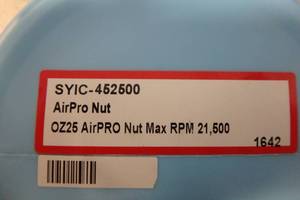 SYIC-452500
AirPro Nut
OZ25 AirPRO Nut Max RPM 21,500
1642